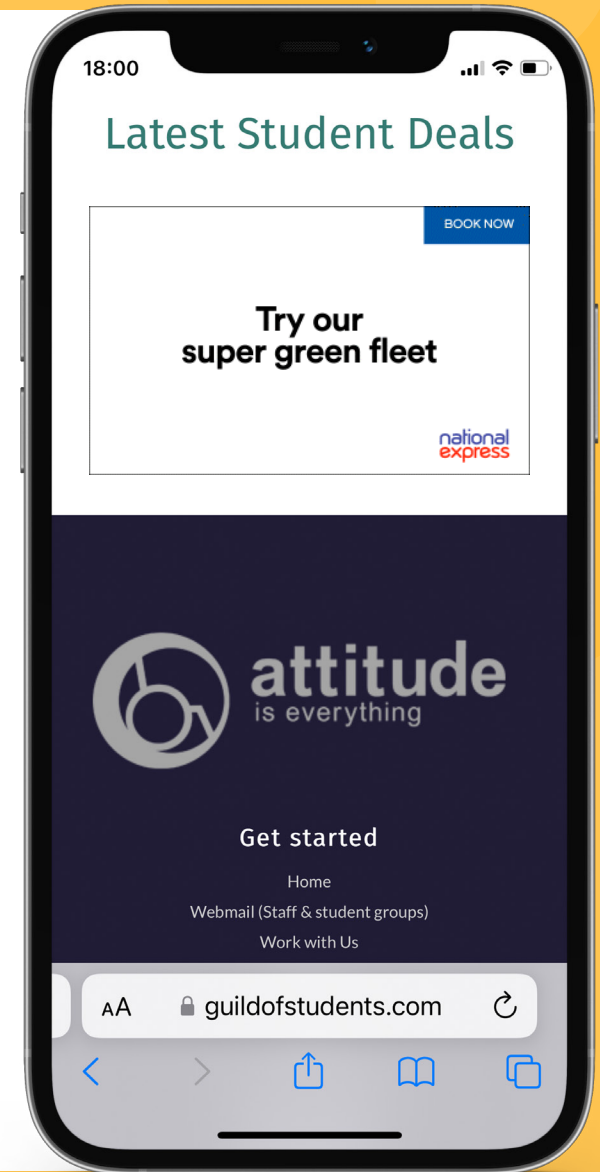 18:00
Latest Student Deals
BOOK NOW
Try our
super green fleet
national
express
attitude
is everything
Get started
Home
Webmail (Staff & student groups)
Work with Us
AA
guildofstudents.com